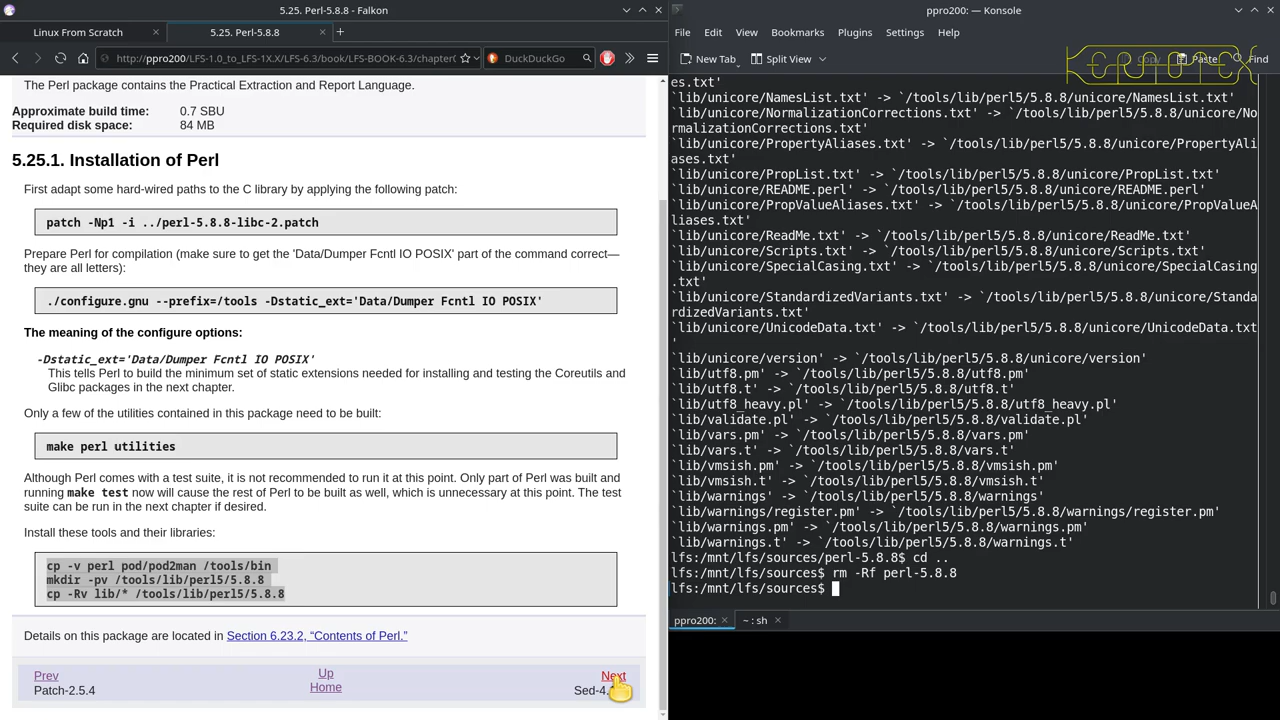 5.25. Perl-5.8.8 - Falkon
Linux From Scratch
5.25. Perl-5.8.8
http://ppro200/LFS-1.0_to_LFS-1X.X/LFS-6.3/book/LFS-BOOK-6.3/chapter(
DuckDuckGo
The Perl package contains the Practical Extraction and Report Language.
Approximate build time: 0.7 SBU
Required disk space: 84 MB
5.25.1. Installation of Perl
First adapt some hard-wired paths to the C library by applying the following patch:
patch -Np1 -i ../perl-5.8.8-libc-2.patch
Prepare Perl for compilation (make sure to get the 'Data/Dumper Fcntl IO POSIX' part of the command correct—
they are all letters):
./configure.gnu --prefix=/tools -Dstatic_ext='Data/Dumper Fcntl IO POSIX'
The meaning of the configure options:
-Dstatic_ext='Data/Dumper Fcntl IO POSIX'
This tells Perl to build the minimum set of static extensions needed for installing and testing the Coreutils and
Glibc packages in the next chapter.
Only a few of the utilities contained in this package need to be built:
make perl utilities
Although Perl comes with a test suite, it is not recommended to run it at this point. Only part of Perl was built and
running make test now will cause the rest of Perl to be built as well, which is unnecessary at this point. The test
suite can be run in the next chapter if desired.
Install these tools and their libraries:
cp -v perl pod/pod2man /tools/bin
mkdir -pv /tools/lib/perl5/5.8.8
cp -Rv lib/* /tools/lib/perl5/5.8.8
Details on this package are located in Section 6.23.2, “Contents of Perl.”
Prev Up Next
Patch-2.5.4 Home Sed-4.
ppro200: — Konsole
File Edit View Bookmarks Plugins Settings Help
New Tab Split View Copy Paste Find
es.txt'
`lib/unicore/NamesList.txt' -> `/tools/lib/perl5/5.8.8/unicore/NamesList.txt'
`lib/unicore/NormalizationCorrections.txt' -> `/tools/lib/perl5/5.8.8/unicore/No
rmalizationCorrections.txt'
`lib/unicore/PropertyAliases.txt' -> `/tools/lib/perl5/5.8.8/unicore/PropertyAli
ases.txt'
`lib/unicore/PropList.txt' -> `/tools/lib/perl5/5.8.8/unicore/PropList.txt'
`lib/unicore/README.perl' -> `/tools/lib/perl5/5.8.8/unicore/README.perl'
`lib/unicore/PropValueAliases.txt' -> `/tools/lib/perl5/5.8.8/unicore/PropValueA
liases.txt'
`lib/unicore/ReadMe.txt' -> `/tools/lib/perl5/5.8.8/unicore/ReadMe.txt'
`lib/unicore/Scripts.txt' -> `/tools/lib/perl5/5.8.8/unicore/Scripts.txt'
`lib/unicore/SpecialCasing.txt' -> `/tools/lib/perl5/5.8.8/unicore/SpecialCasing
.txt'
`lib/unicore/StandardizedVariants.txt' -> `/tools/lib/perl5/5.8.8/unicore/Standa
rdizedVariants.txt'
`lib/unicore/UnicodeData.txt' -> `/tools/lib/perl5/5.8.8/unicore/UnicodeData.txt
'
`lib/unicore/version' -> `/tools/lib/perl5/5.8.8/unicore/version'
`lib/utf8.pm' -> `/tools/lib/perl5/5.8.8/utf8.pm'
`lib/utf8.t' -> `/tools/lib/perl5/5.8.8/utf8.t'
`lib/utf8_heavy.pl' -> `/tools/lib/perl5/5.8.8/utf8_heavy.pl'
`lib/validate.pl' -> `/tools/lib/perl5/5.8.8/validate.pl'
`lib/vars.pm' -> `/tools/lib/perl5/5.8.8/vars.pm'
`lib/vars.t' -> `/tools/lib/perl5/5.8.8/vars.t'
`lib/vmsish.pm' -> `/tools/lib/perl5/5.8.8/vmsish.pm'
`lib/vmsish.t' -> `/tools/lib/perl5/5.8.8/vmsish.t'
`lib/warnings' -> `/tools/lib/perl5/5.8.8/warnings'
`lib/warnings/register.pm' -> `/tools/lib/perl5/5.8.8/warnings/register.pm'
`lib/warnings.pm' -> `/tools/lib/perl5/5.8.8/warnings.pm'
`lib/warnings.t' -> `/tools/lib/perl5/5.8.8/warnings.t'
lfs:/mnt/lfs/sources/perl-5.8.8$ cd ..
lfs:/mnt/lfs/sources$ rm -Rf perl-5.8.8
lfs:/mnt/lfs/sources$
ppro200: ~ : sh